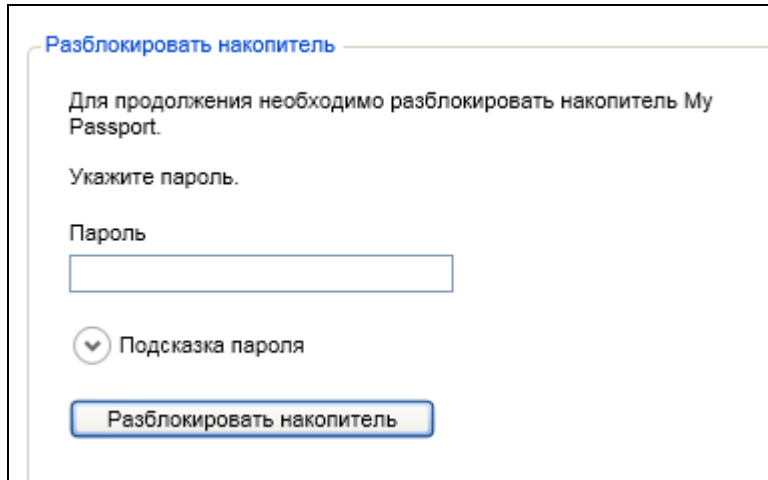 Разблокировать накопитель
Для продолжения необходимо разблокировать накопитель My
Passport.
Укажите пароль.
Пароль
Подсказка пароля
Разблокировать накопитель